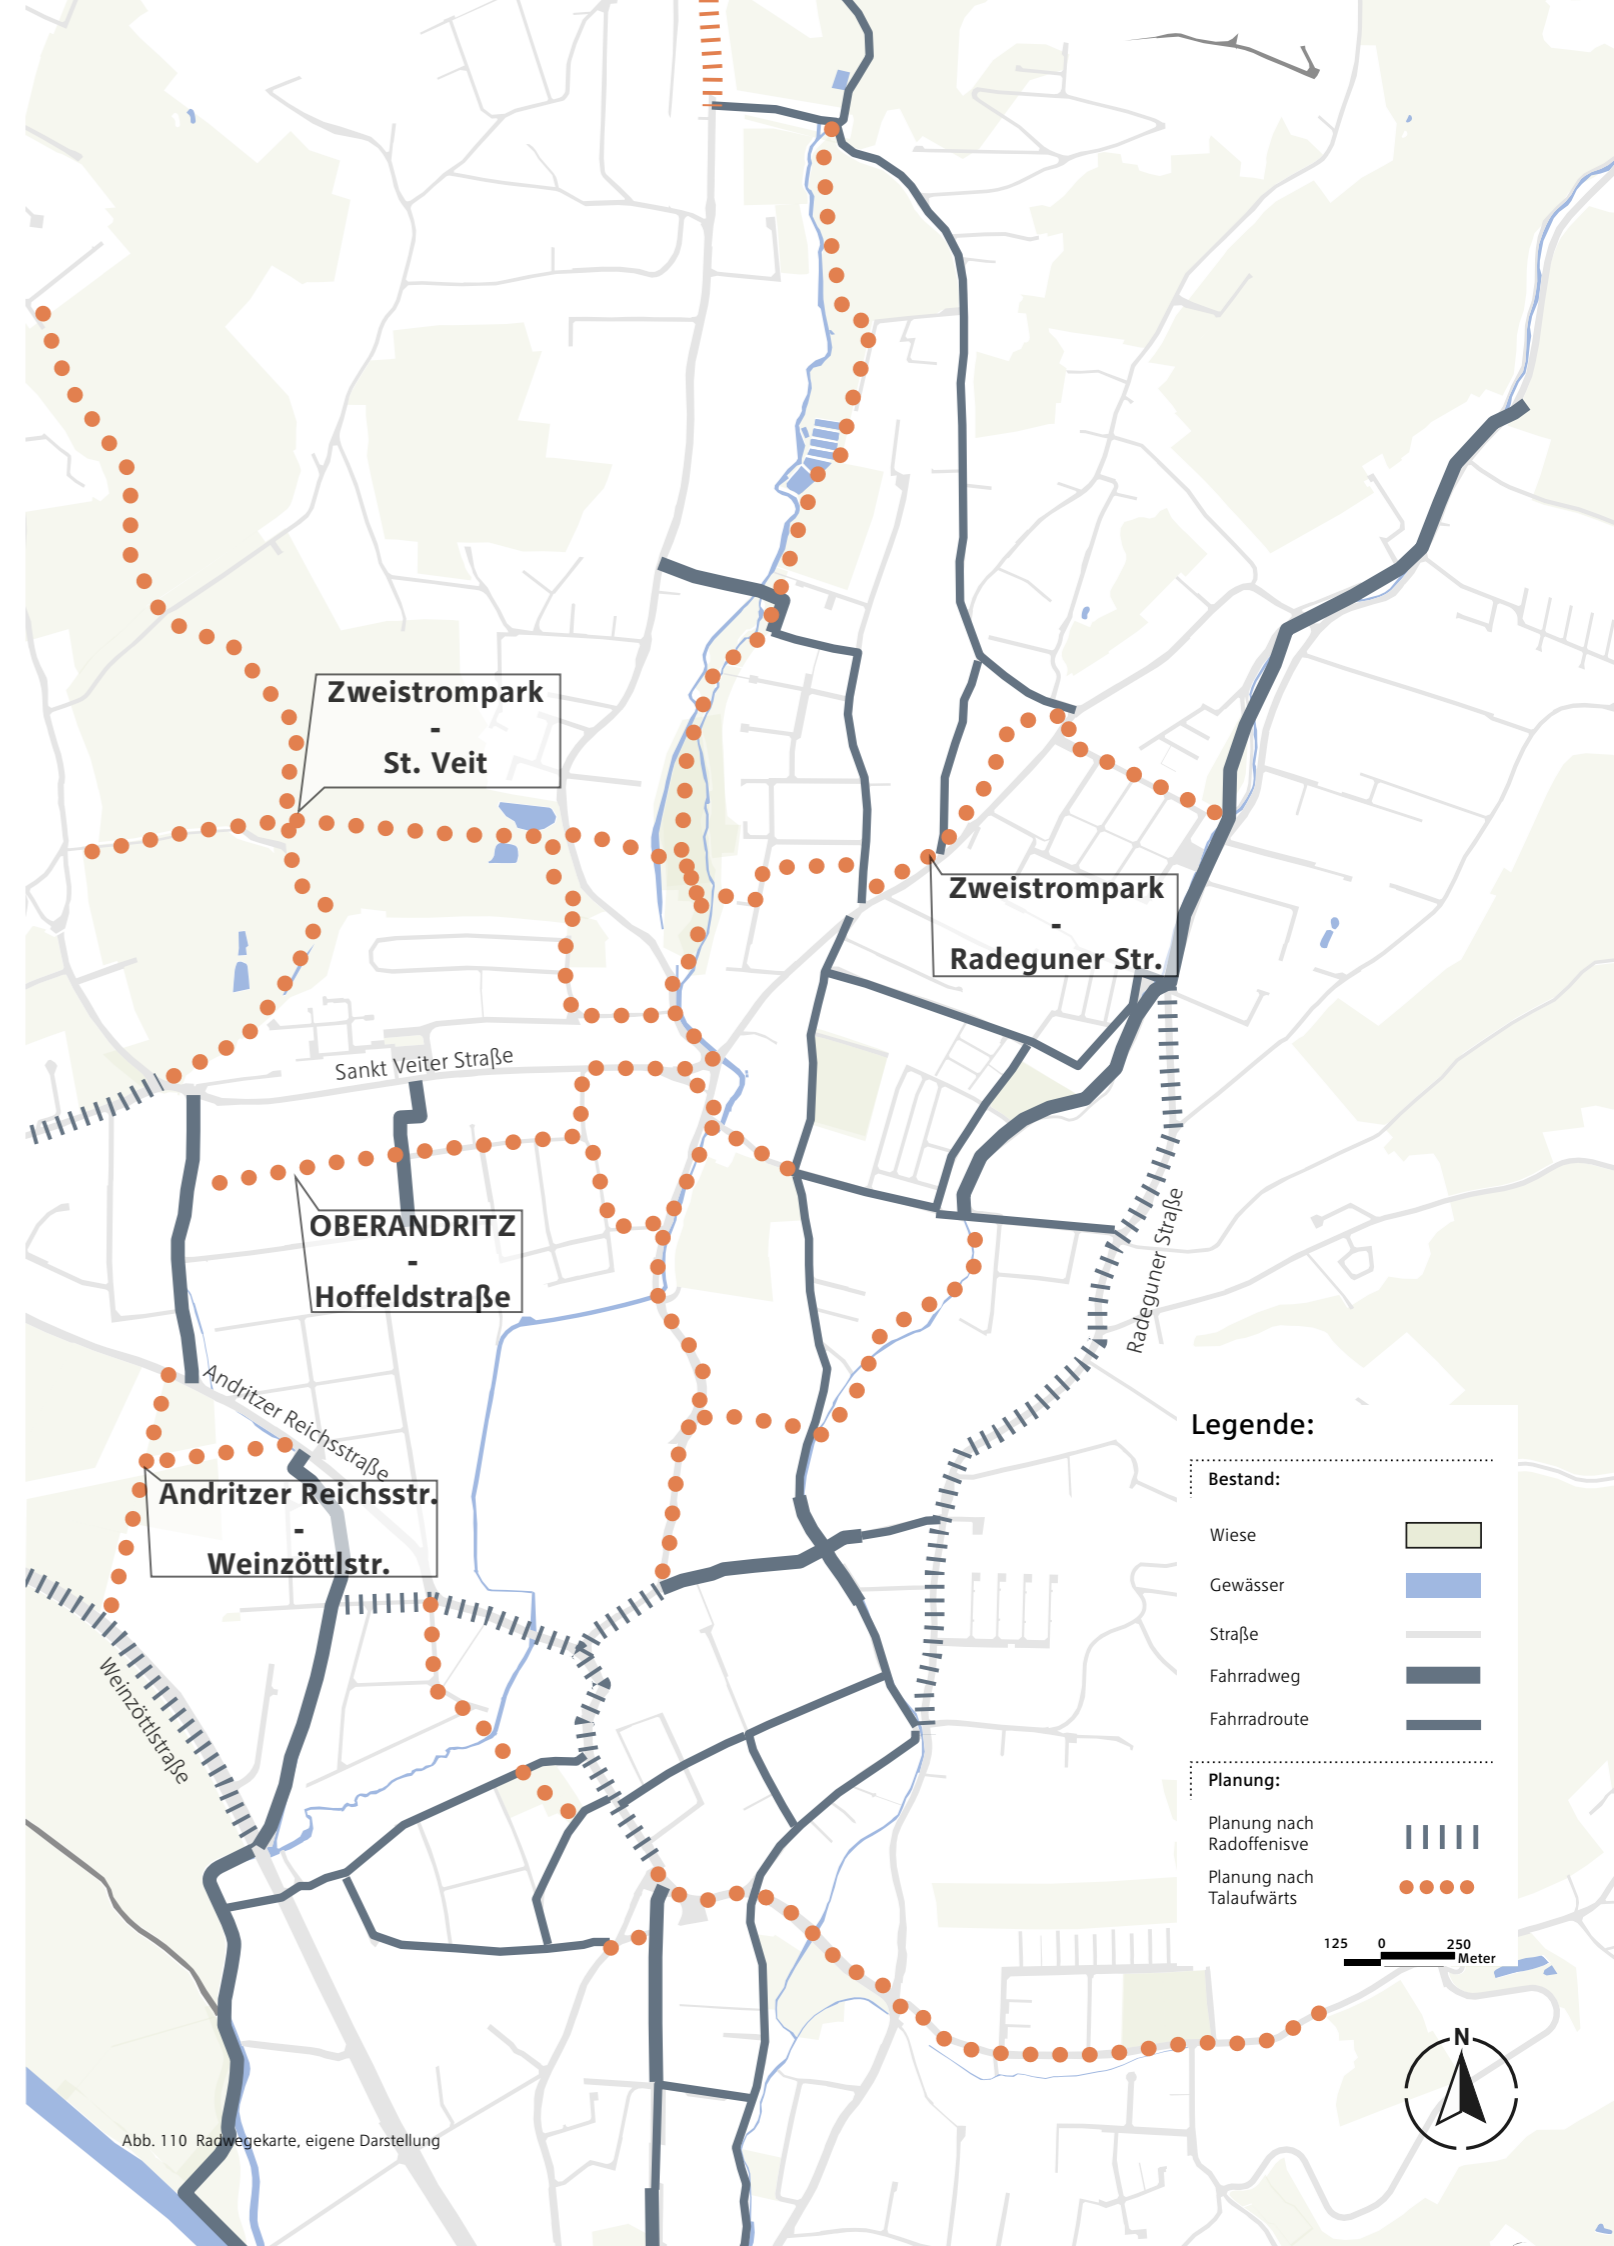 Zweistrompark
-
St. Veit
Zweistrompark
-
Radeguner Str.
Sankt Veiter Straße
OBERANDRITZ
-
Hoffeldstraße
Radeguner Straße
Andritzer Reichsstraße
Andritzer Reichsstr.
-
Weinzöttlstr.
Weinzöttlstraße
Legende:
Bestand:
Wiese
Gewässer
Straße
Fahrradweg
Fahrradroute
Planung:
Planung nach
Radoffenisve
Planung nach
Talaufwärts
125 0 250
Meter
N
Abb. 110 Radwegekarte, eigene Darstellung